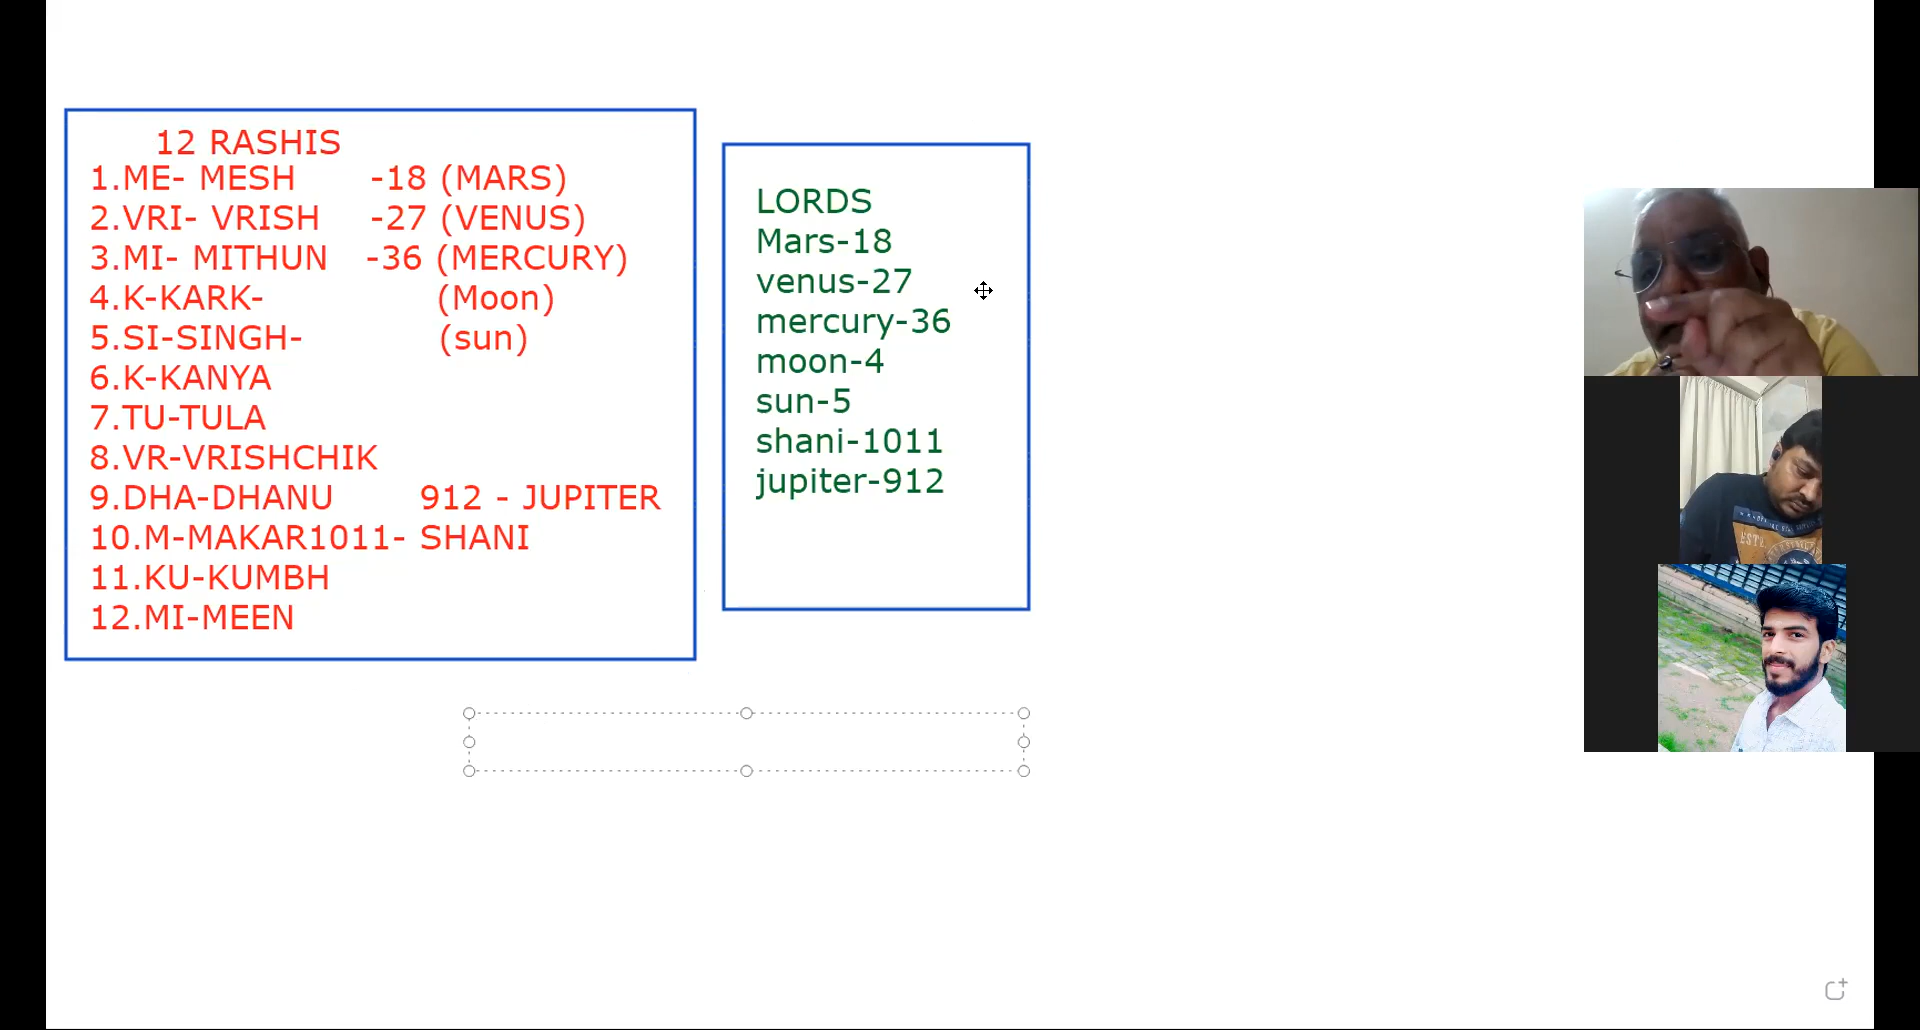 12 RASHIS
1.ME- MESH -18 (MARS)
2.VRI- VRISH -27 (VENUS)
3.MI- MITHUN -36 (MERCURY)
4.K-KARK- (Moon)
5.SI-SINGH- (sun)
6.K-KANYA
7.TU-TULA
8.VR-VRISHCHIK
9.DHA-DHANU 912 - JUPITER
10.M-MAKAR1011- SHANI
11.KU-KUMBH
12.MI-MEEN
LORDS
Mars-18
venus-27
mercury-36
moon-4
sun-5
shani-1011
jupiter-912
ESTD.